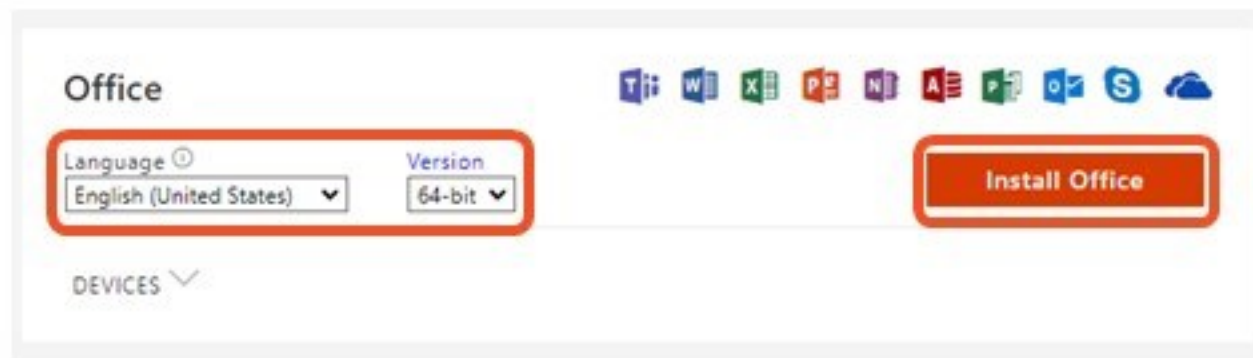 Office
Language
Version
English (United States)
64-bit
Install Office
DEVICES